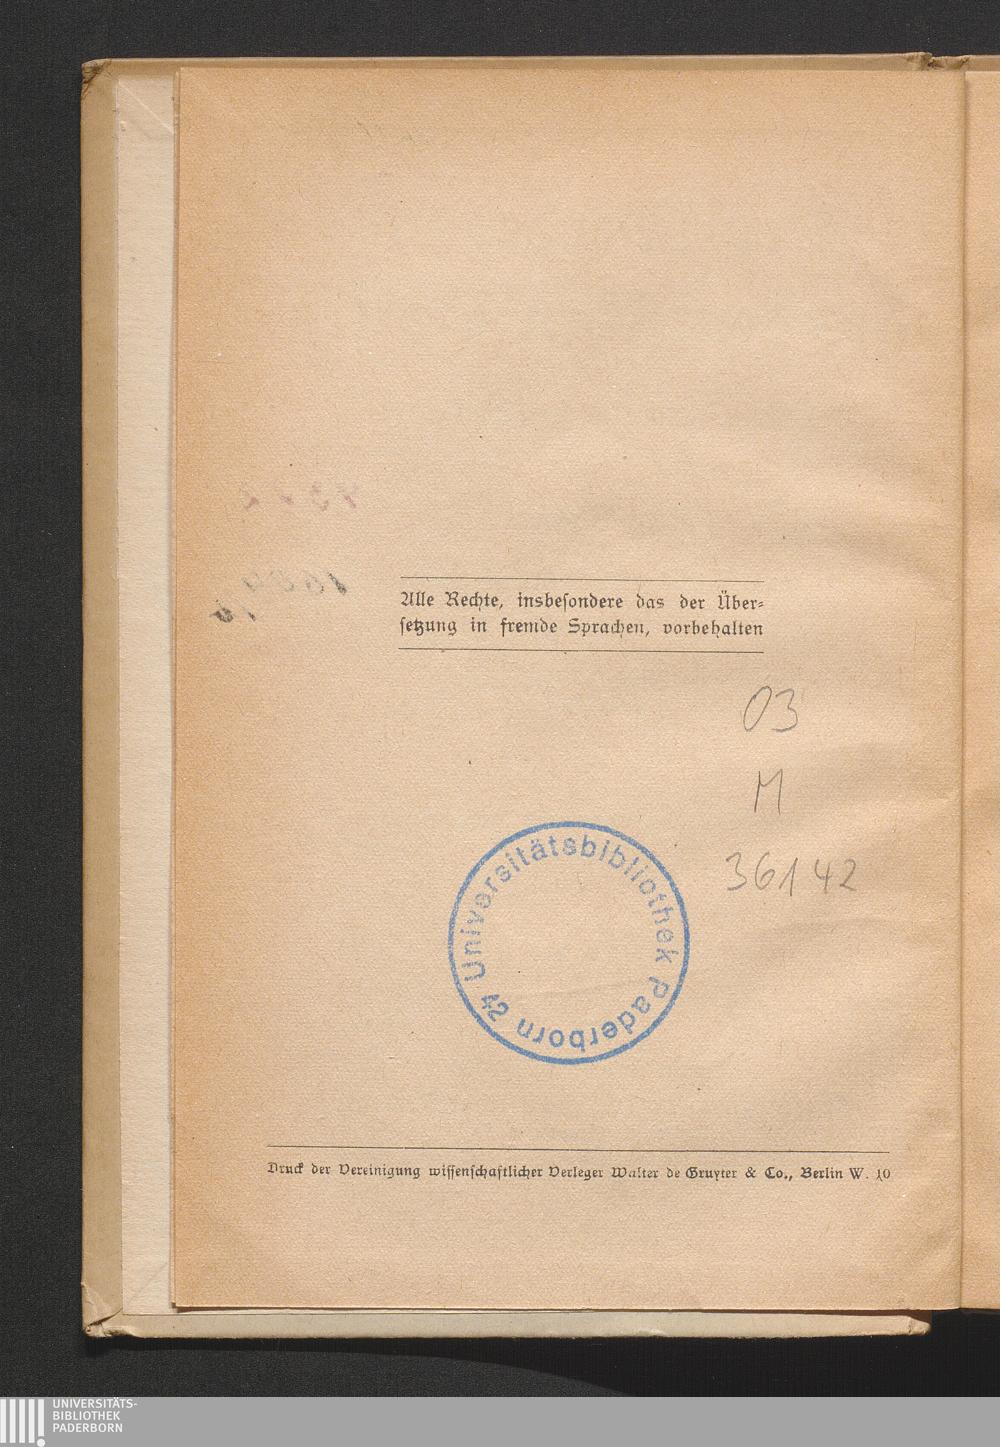 Alle Rechte, insbesondere das der Über-
setzung in fremde Sprachen, vorbehalten
03
M
36142
Universitätsbibliothek Paderborn 42
Druck der Vereinigung wissenschaftlicher Verleger Walter de Gruyter & Co., Berlin W. 10
UNIVERSITÄTS-
BIBLIOTHEK
PADERBORN